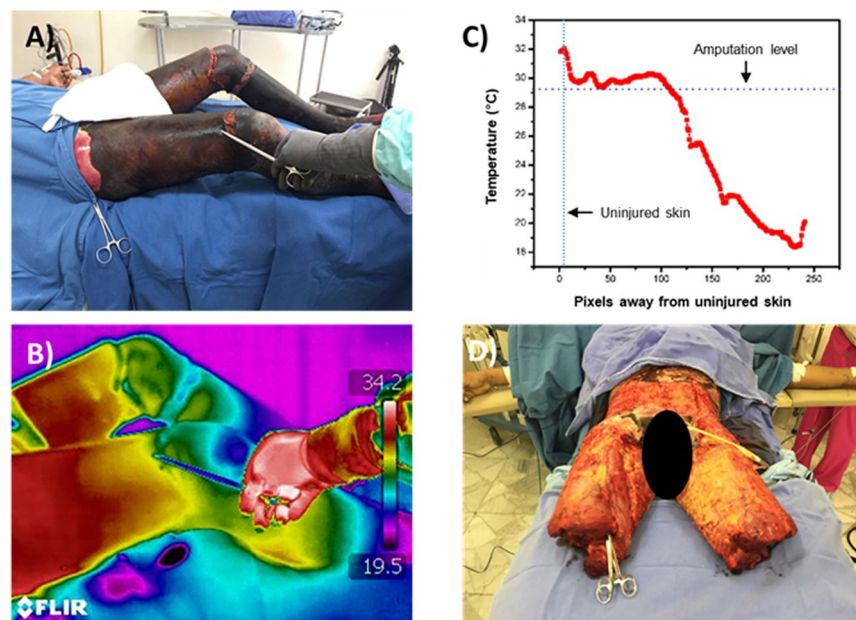 A)
B)
34.2
19.5
FLIR
C)
Temperature (°C)
34
32
30
28
26
24
22
20
18
Amputation level
Uninjured skin
0
50
100
150
200
250
Pixels away from uninjured skin
D)